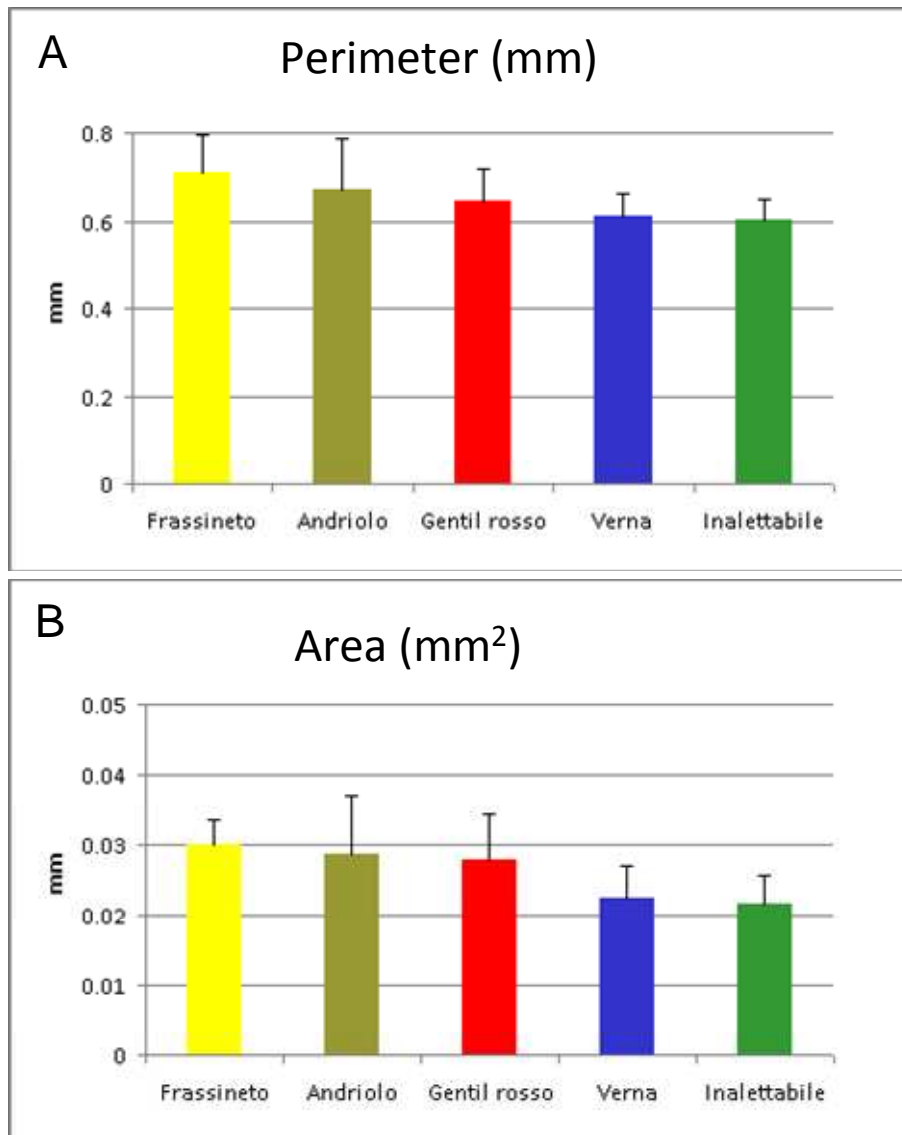 A
Perimeter (mm)
0.8
0.6
0.4
0.2
0
mm
Frassineto Andriolo Gentil rosso Verna Inalettabile
B
Area (mm²)
0.05
0.04
0.03
0.02
0.01
0
mm
Frassineto Andriolo Gentil rosso Verna Inalettabile